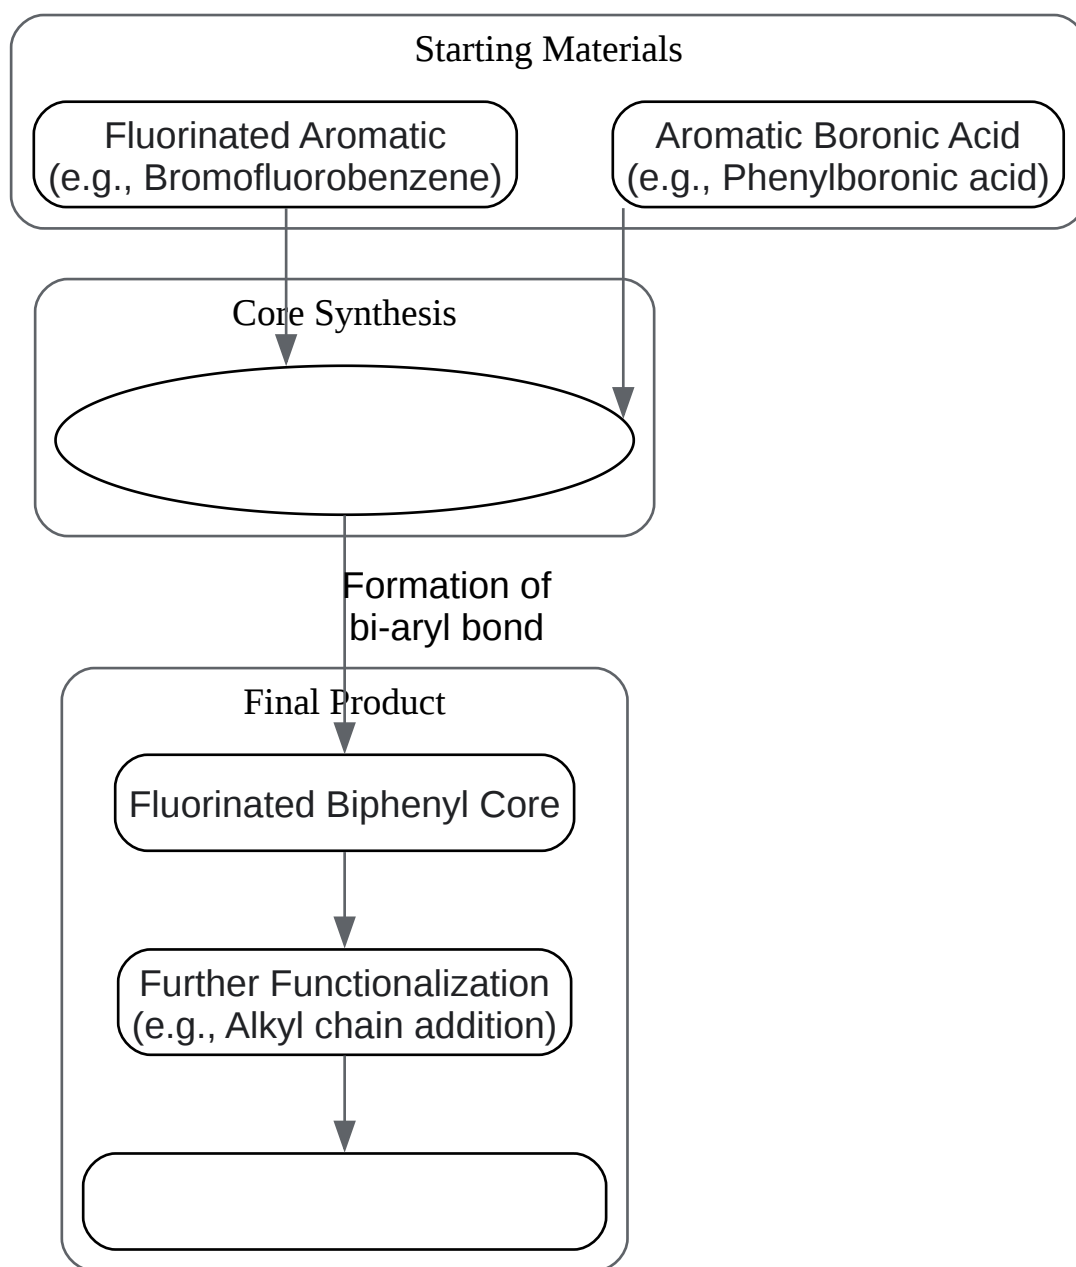 Starting Materials
Fluorinated Aromatic
(e.g., Bromofluorobenzene)
Aromatic Boronic Acid
(e.g., Phenylboronic acid)
Core Synthesis
Formation of
bi-aryl bond
Final Product
Fluorinated Biphenyl Core
Further Functionalization
(e.g., Alkyl chain addition)